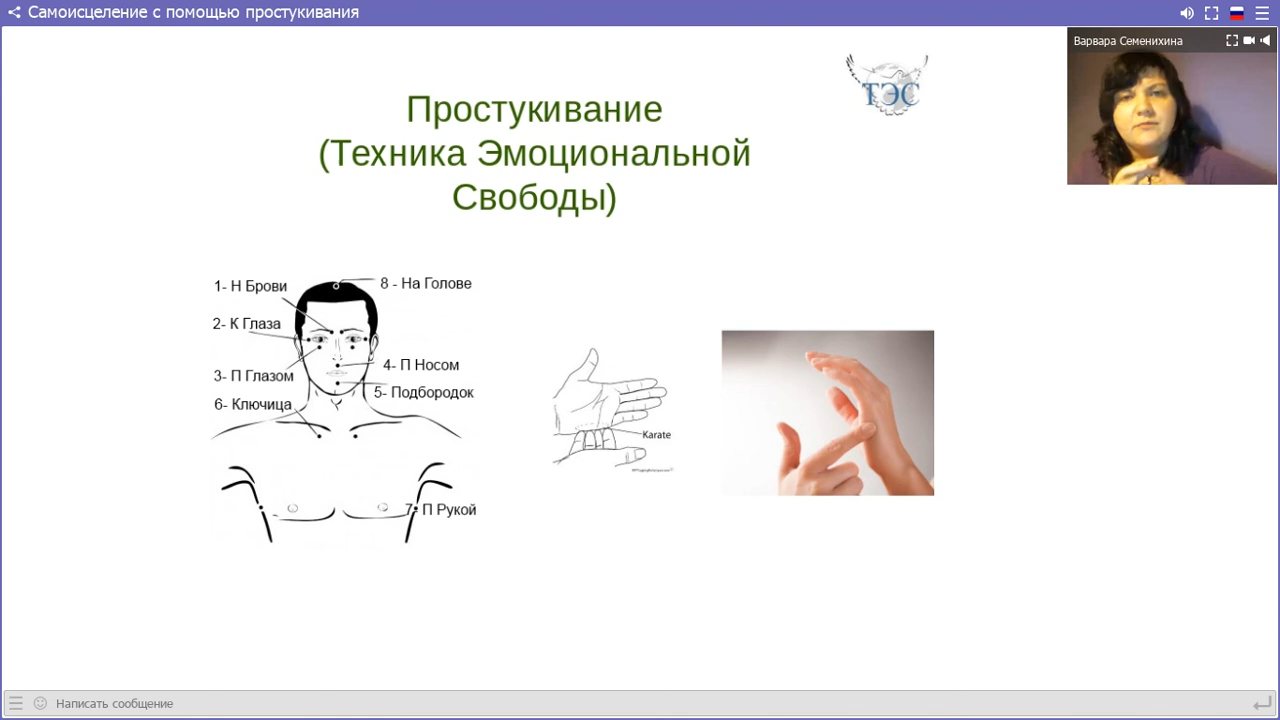 Самоисцеление с помощью простукивания
Варвара Семенихина
ТЭС
Простукивание
(Техника Эмоциональной
Свободы)
1- Н Брови
8 - На Голове
2- К Глаза
4- П Носом
3- П Глазом
5- Подбородок
6- Ключица
Karate
7- П Рукой
Написать сообщение